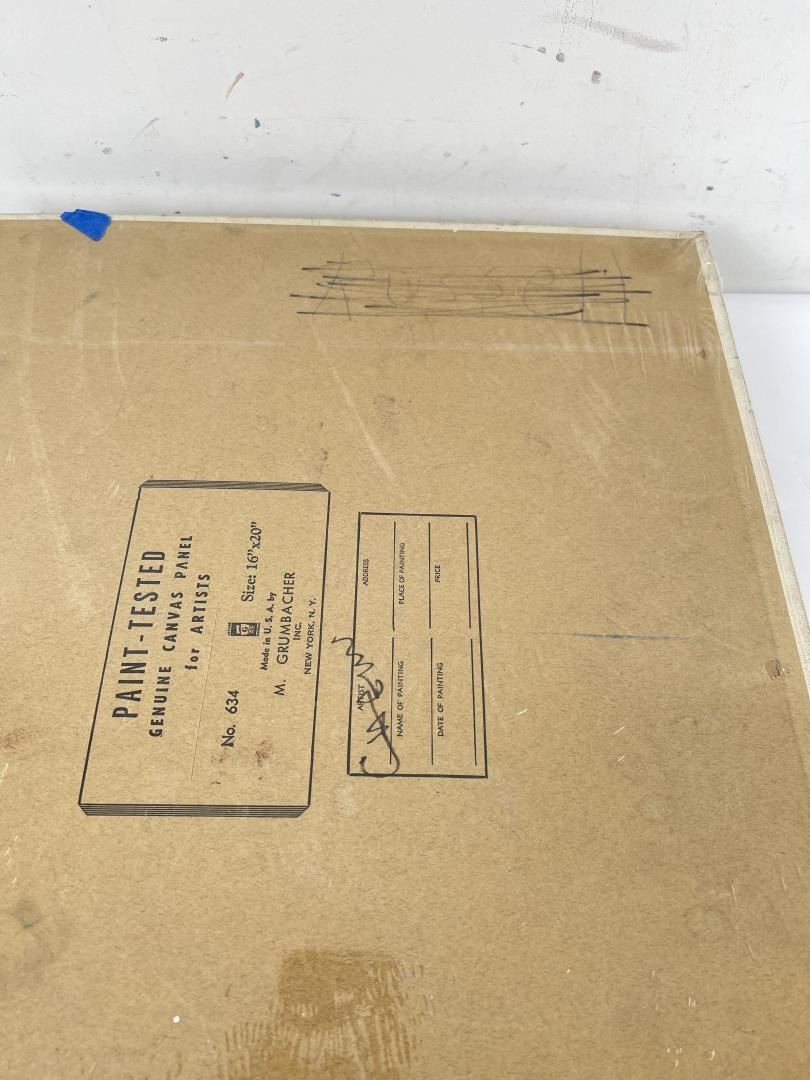 PAINT-TESTED
GENUINE CANVAS PANEL
for ARTISTS
No. 634 Size: 16"x20"
Made in U. S. A. by
M. GRUMBACHER
INC.
NEW YORK, N. Y.
ARTIST ADDRESS
NAME OF PAINTING PLACE OF PAINTING
DATE OF PAINTING PRICE